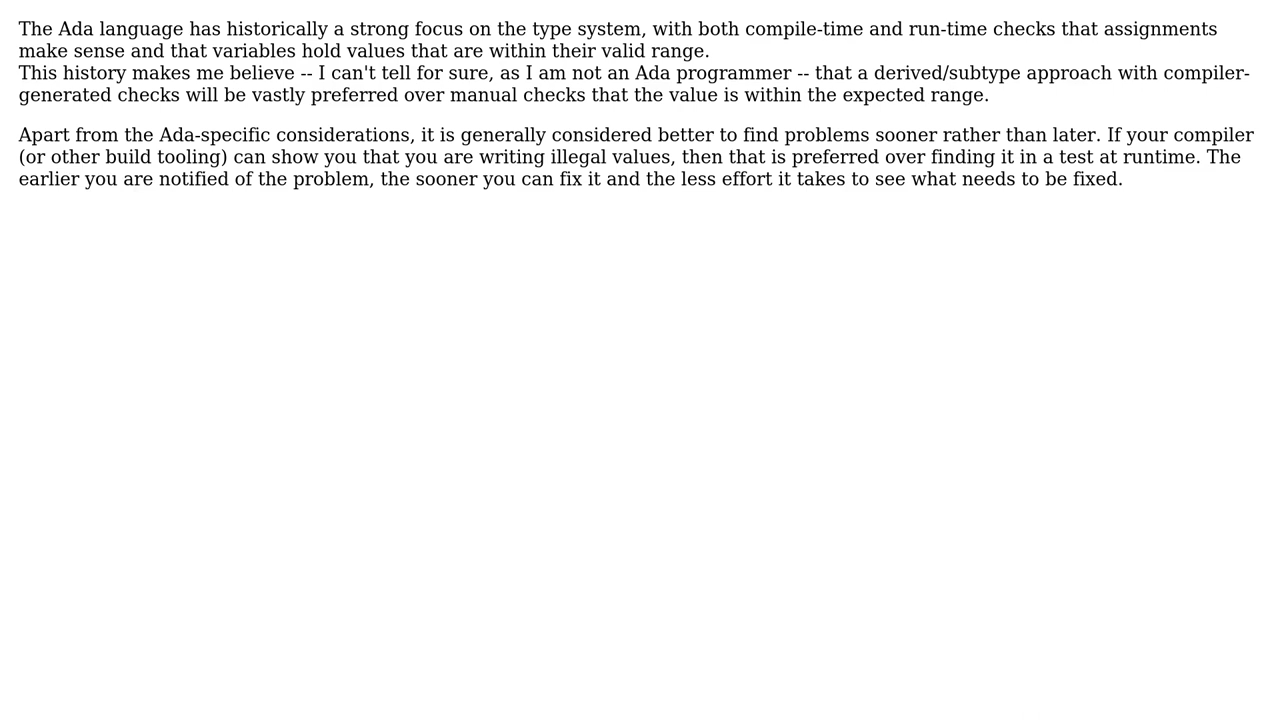 The Ada language has historically a strong focus on the type system, with both compile-time and run-time checks that assignments
make sense and that variables hold values that are within their valid range.
This history makes me believe -- I can't tell for sure, as I am not an Ada programmer -- that a derived/subtype approach with compiler-
generated checks will be vastly preferred over manual checks that the value is within the expected range.
Apart from the Ada-specific considerations, it is generally considered better to find problems sooner rather than later. If your compiler
(or other build tooling) can show you that you are writing illegal values, then that is preferred over finding it in a test at runtime. The
earlier you are notified of the problem, the sooner you can fix it and the less effort it takes to see what needs to be fixed.